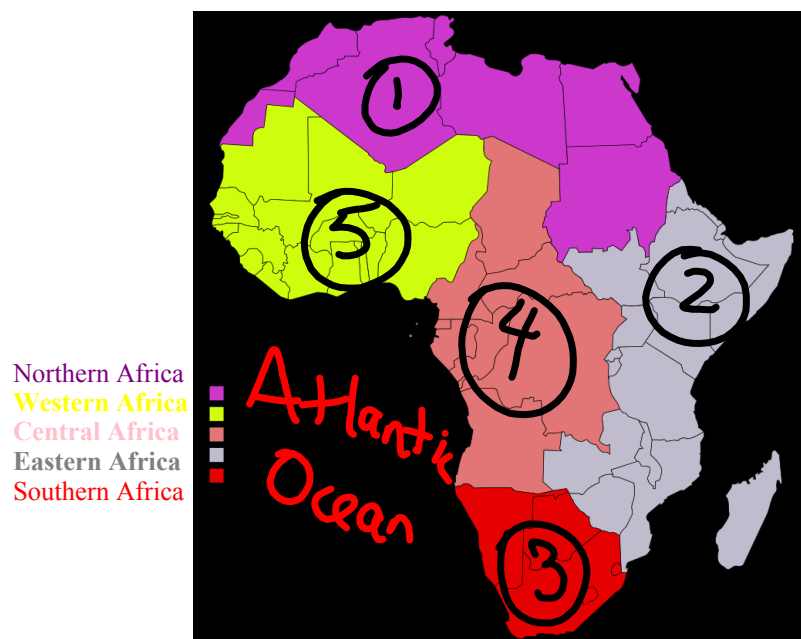 1
5
2
4
Northern Africa
Western Africa
Central Africa
Eastern Africa
Southern Africa
Atlantic
Ocean
3